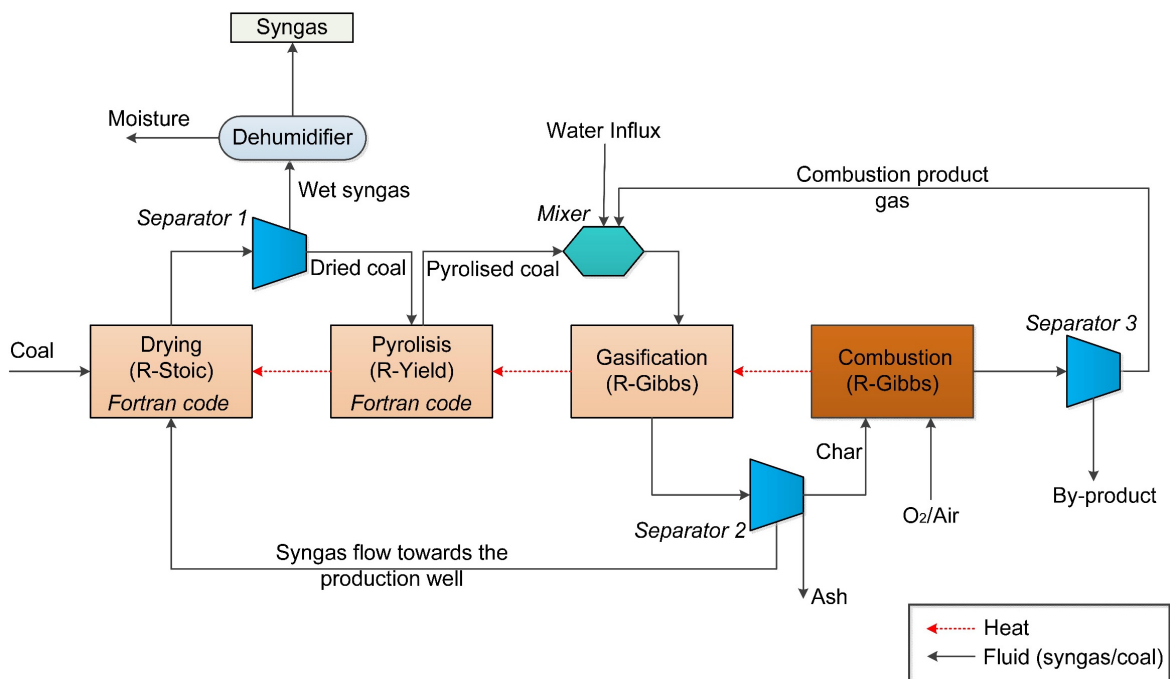 Syngas
Moisture
Dehumidifier
Water Influx
Wet syngas
Combustion product
gas
Separator 1
Mixer
Dried coal
Pyrolised coal
Separator 3
Coal
Drying
(R-Stoic)
Fortran code
Pyrolisis
(R-Yield)
Fortran code
Gasification
(R-Gibbs)
Combustion
(R-Gibbs)
Char
By-product
O2/Air
Separator 2
Syngas flow towards the
production well
Ash
Heat
Fluid (syngas/coal)